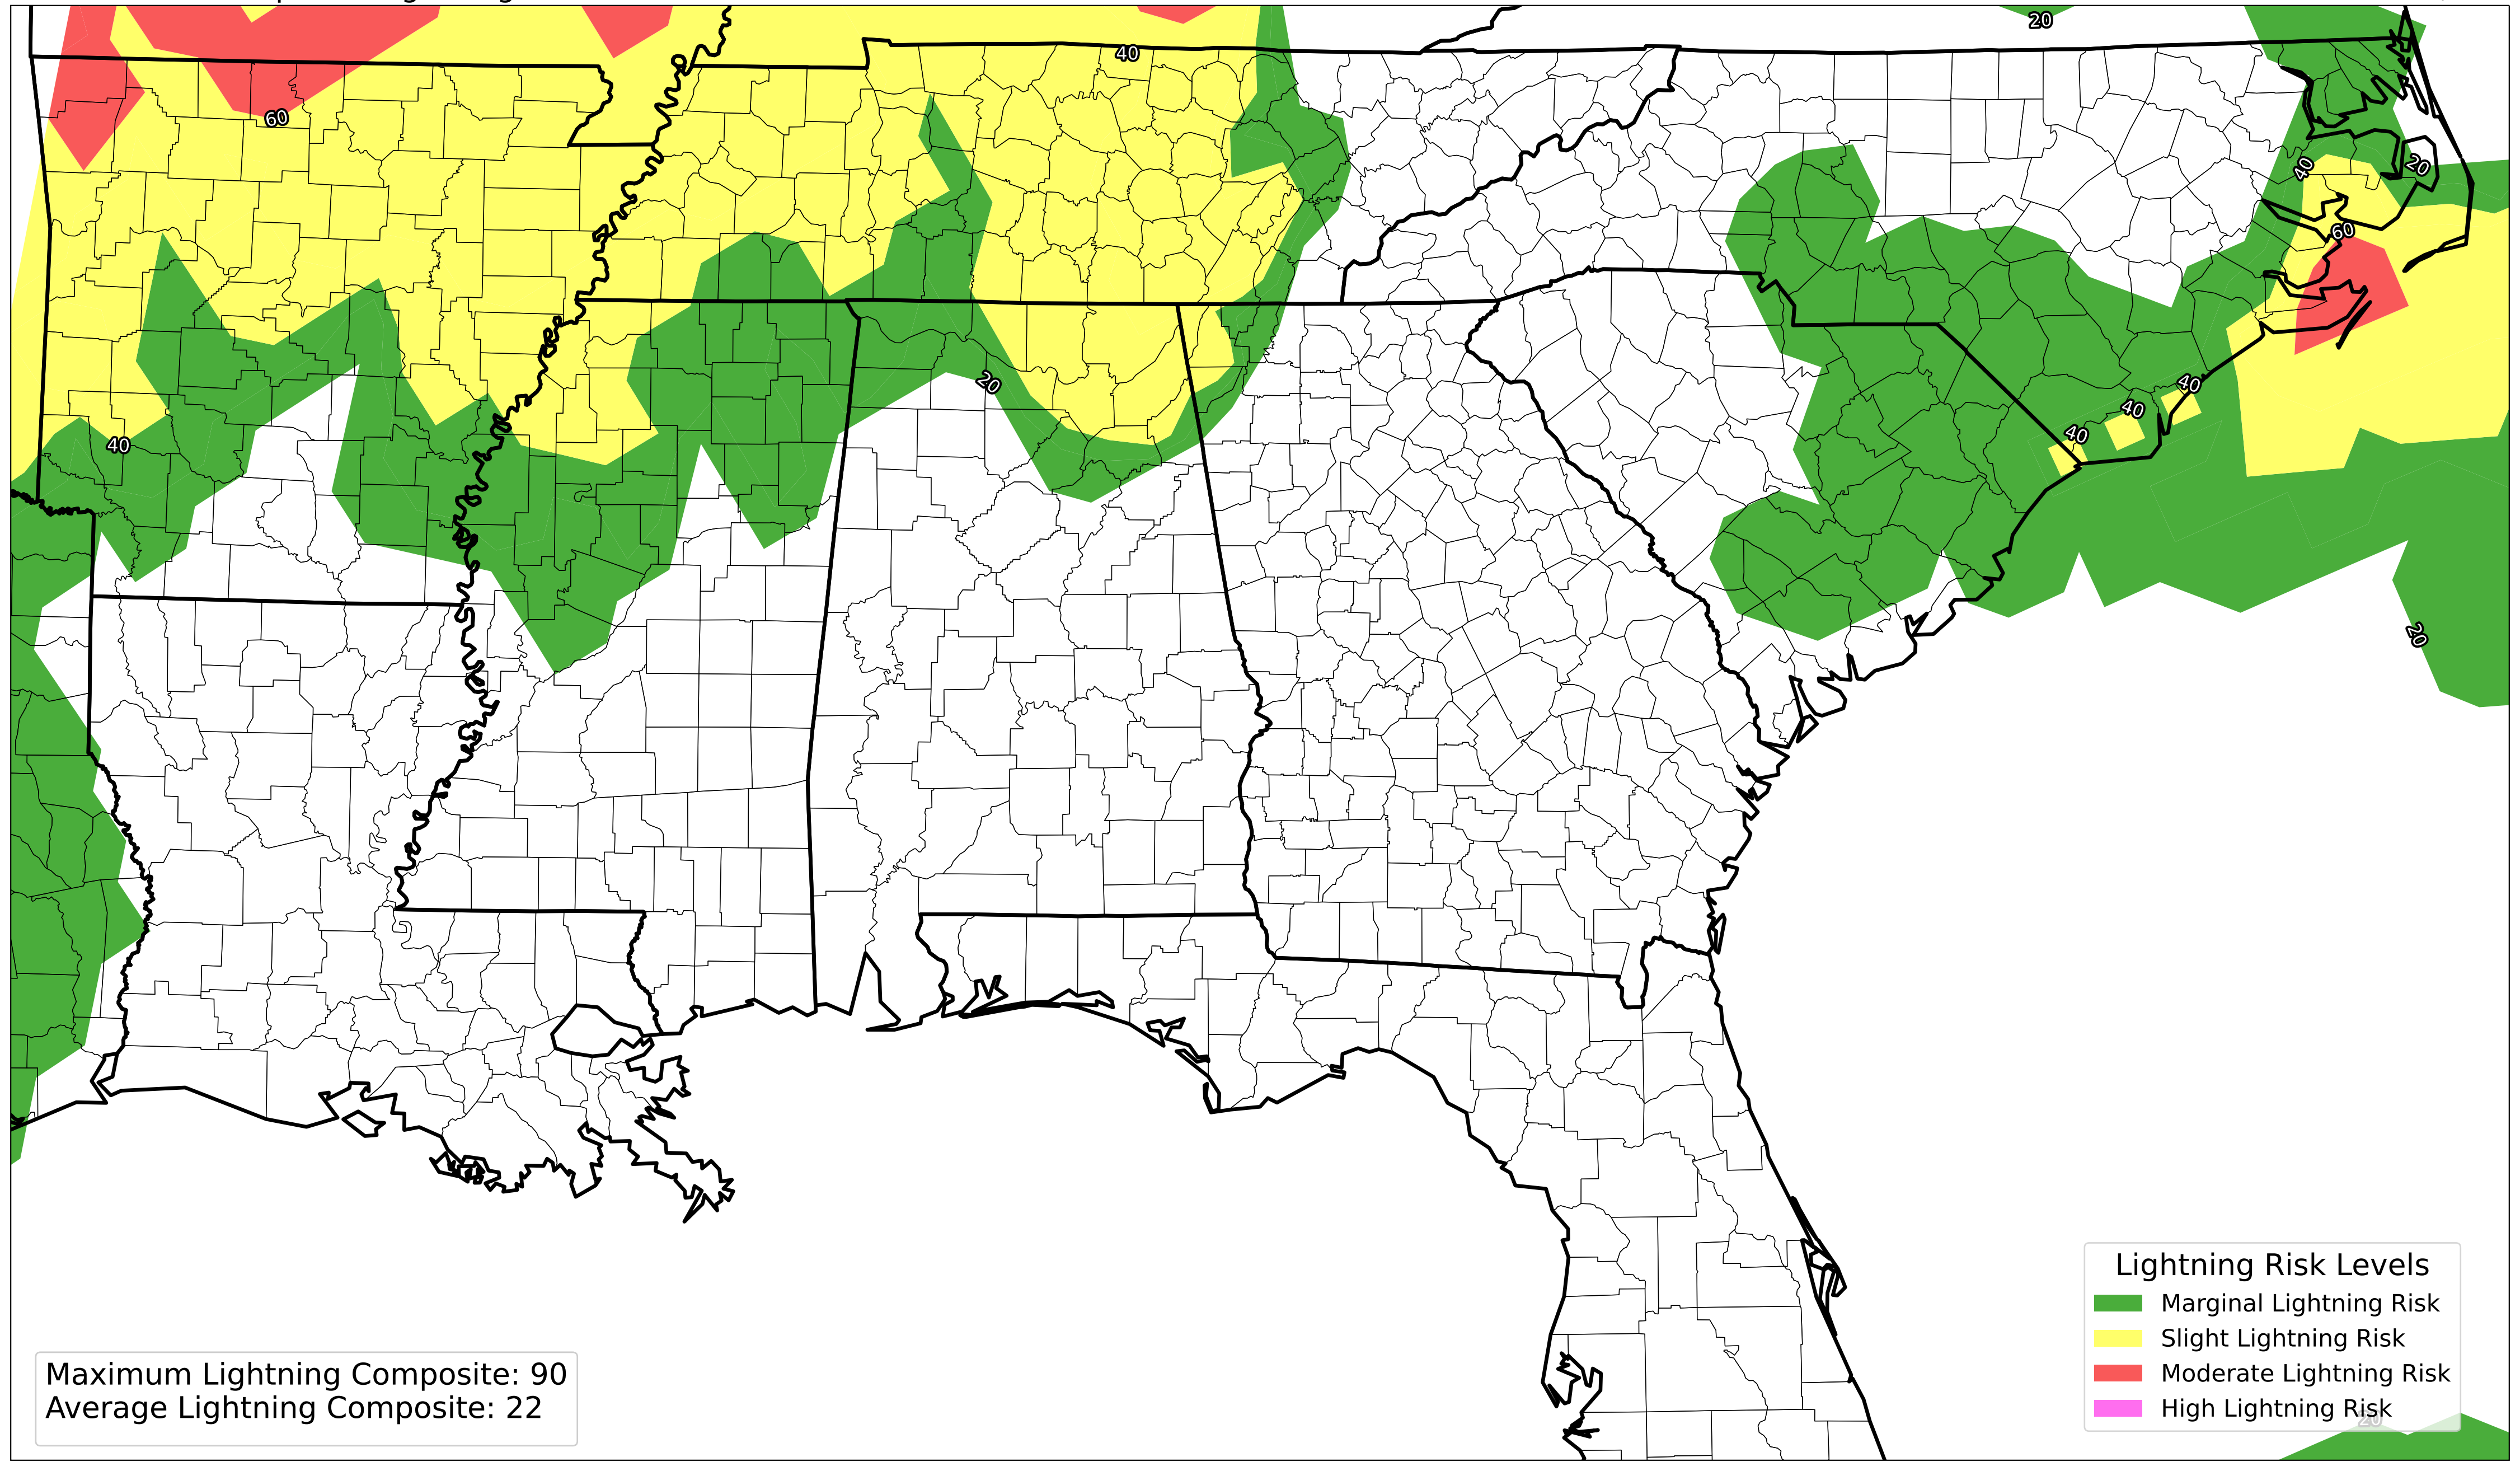 20
40
60
40
20
60
20
40
40
40
40
20
Lightning Risk Levels
Marginal Lightning Risk
Slight Lightning Risk
Moderate Lightning Risk
High Lightning Risk
20
Maximum Lightning Composite: 90
Average Lightning Composite: 22